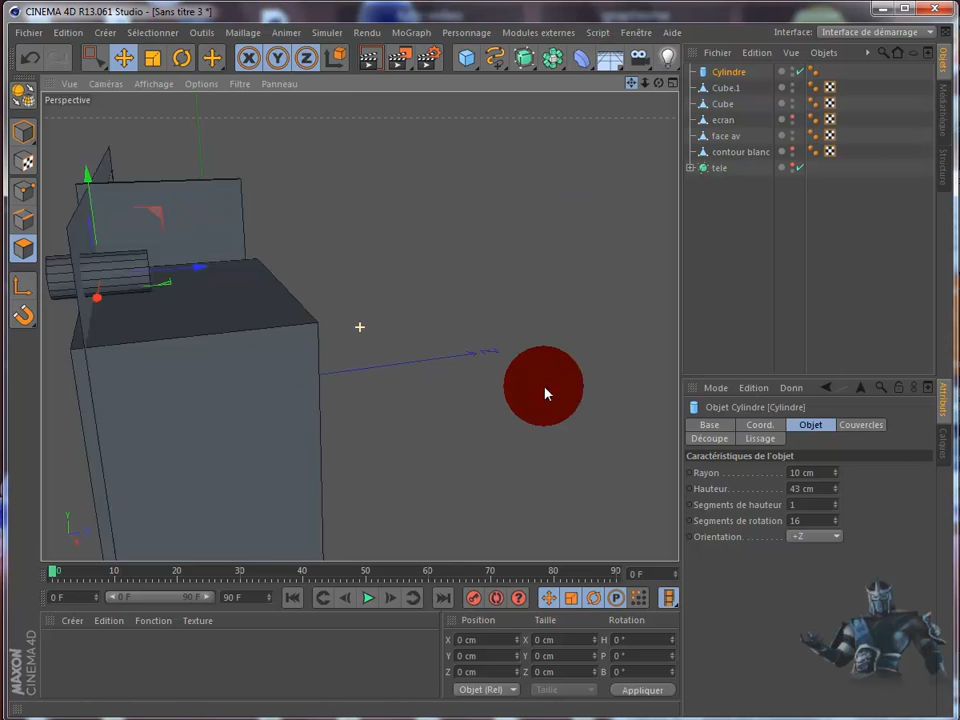 CINEMA 4D R13.061 Studio - [Sans titre 3 *]
Fichier Edition Créer Sélectionner Outils Maillage Animer Simuler Rendu MoGraph Personnage Modules externes Script Fenêtre Aide Interface: Interface de démarrage
X Y Z
Fichier Edition Vue Objets
Vue Caméras Affichage Options Filtre Panneau
Perspective
Cylindre
Cube.1
Cube
ecran
face av
contour blanc
tele
Objets
Médiathèque
Structure
Mode Edition Donn
Objet Cylindre [Cylindre]
Base Coord. Objet Couvercles
Découpe Lissage
Caractéristiques de l'objet
Rayon 10 cm
Hauteur 43 cm
Segments de hauteur 1
Segments de rotation 16
Orientation +Z
Attributs
Calques
Y
0 10 20 30 40 50 60 70 80 90 0 F
0 F 0 F 90 F 90 F
Créer Edition Fonction Texture
Position Taille Rotation
X 0 cm X 0 cm H 0 °
Y 0 cm Y 0 cm P 0 °
Z 0 cm Z 0 cm B 0 °
Objet (Rel) Taille Appliquer
MAXON
CINEMA 4D